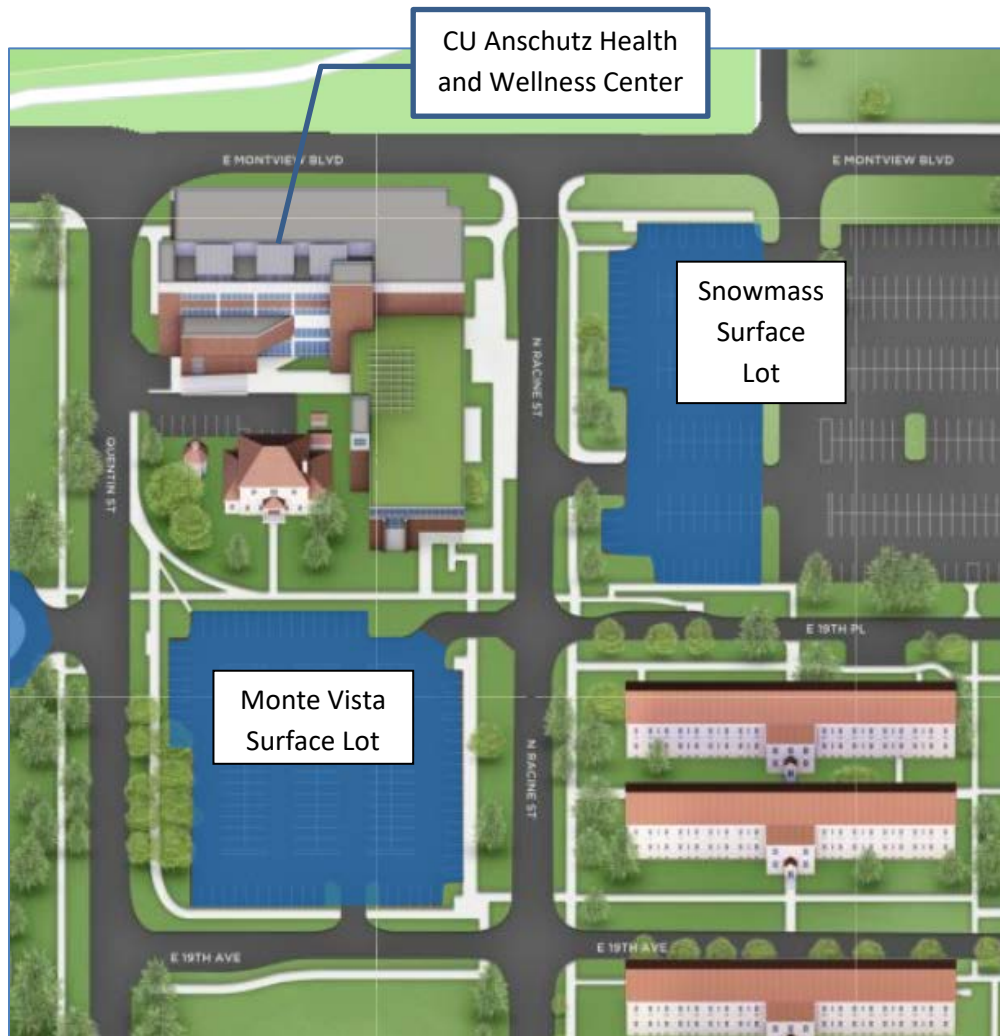 CU Anschutz Health
and Wellness Center
E MONTVIEW BLVD
E MONTVIEW BLVD
Snowmass
Surface
Lot
N RACINE ST
QUENTIN ST
E 19TH PL
Monte Vista
Surface Lot
N RACINE ST
E 19TH AVE
E 19TH AVE